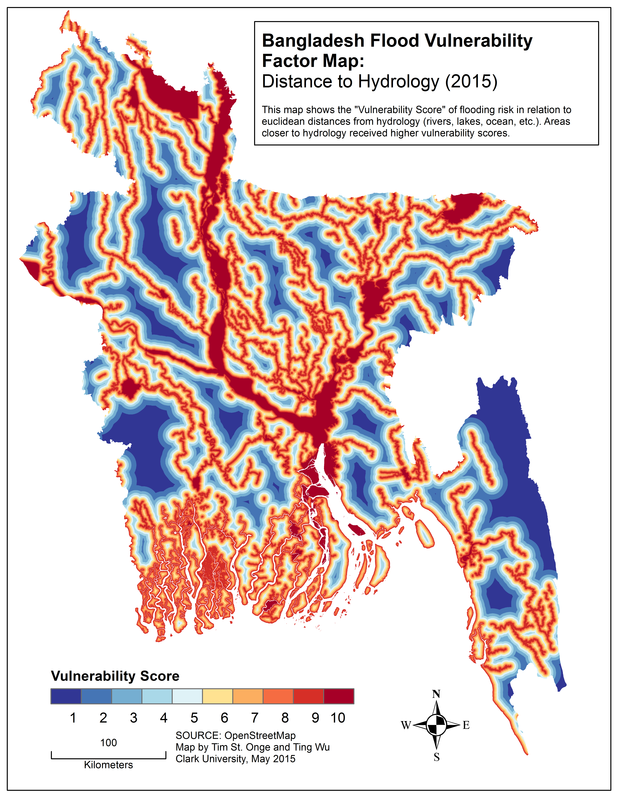 Bangladesh Flood Vulnerability
Factor Map:
Distance to Hydrology (2015)
This map shows the "Vulnerability Score" of flooding risk in relation to
euclidean distances from hydrology (rivers, lakes, ocean, etc.). Areas
closer to hydrology received higher vulnerability scores.
Vulnerability Score
1 2 3 4 5 6 7 8 9 10
100
Kilometers
SOURCE: OpenStreetMap
Map by Tim St. Onge and Ting Wu
Clark University, May 2015
N
W E
S